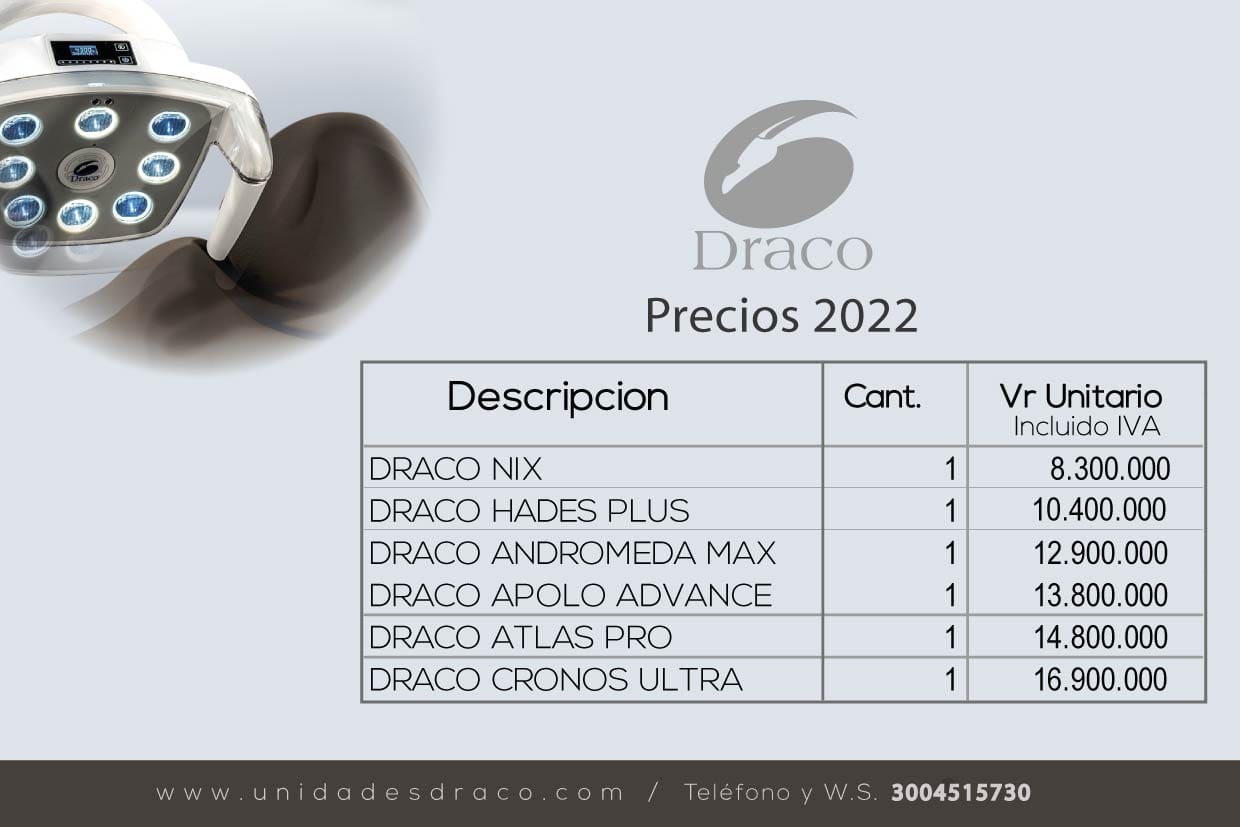 Draco
Draco
Precios 2022
Descripcion Cant. Vr Unitario
Incluido IVA
DRACO NIX 1 8.300.000
DRACO HADES PLUS 1 10.400.000
DRACO ANDROMEDA MAX 1 12.900.000
DRACO APOLO ADVANCE 1 13.800.000
DRACO ATLAS PRO 1 14.800.000
DRACO CRONOS ULTRA 1 16.900.000
www.unidadesdraco.com / Teléfono y W.S. 3004515730